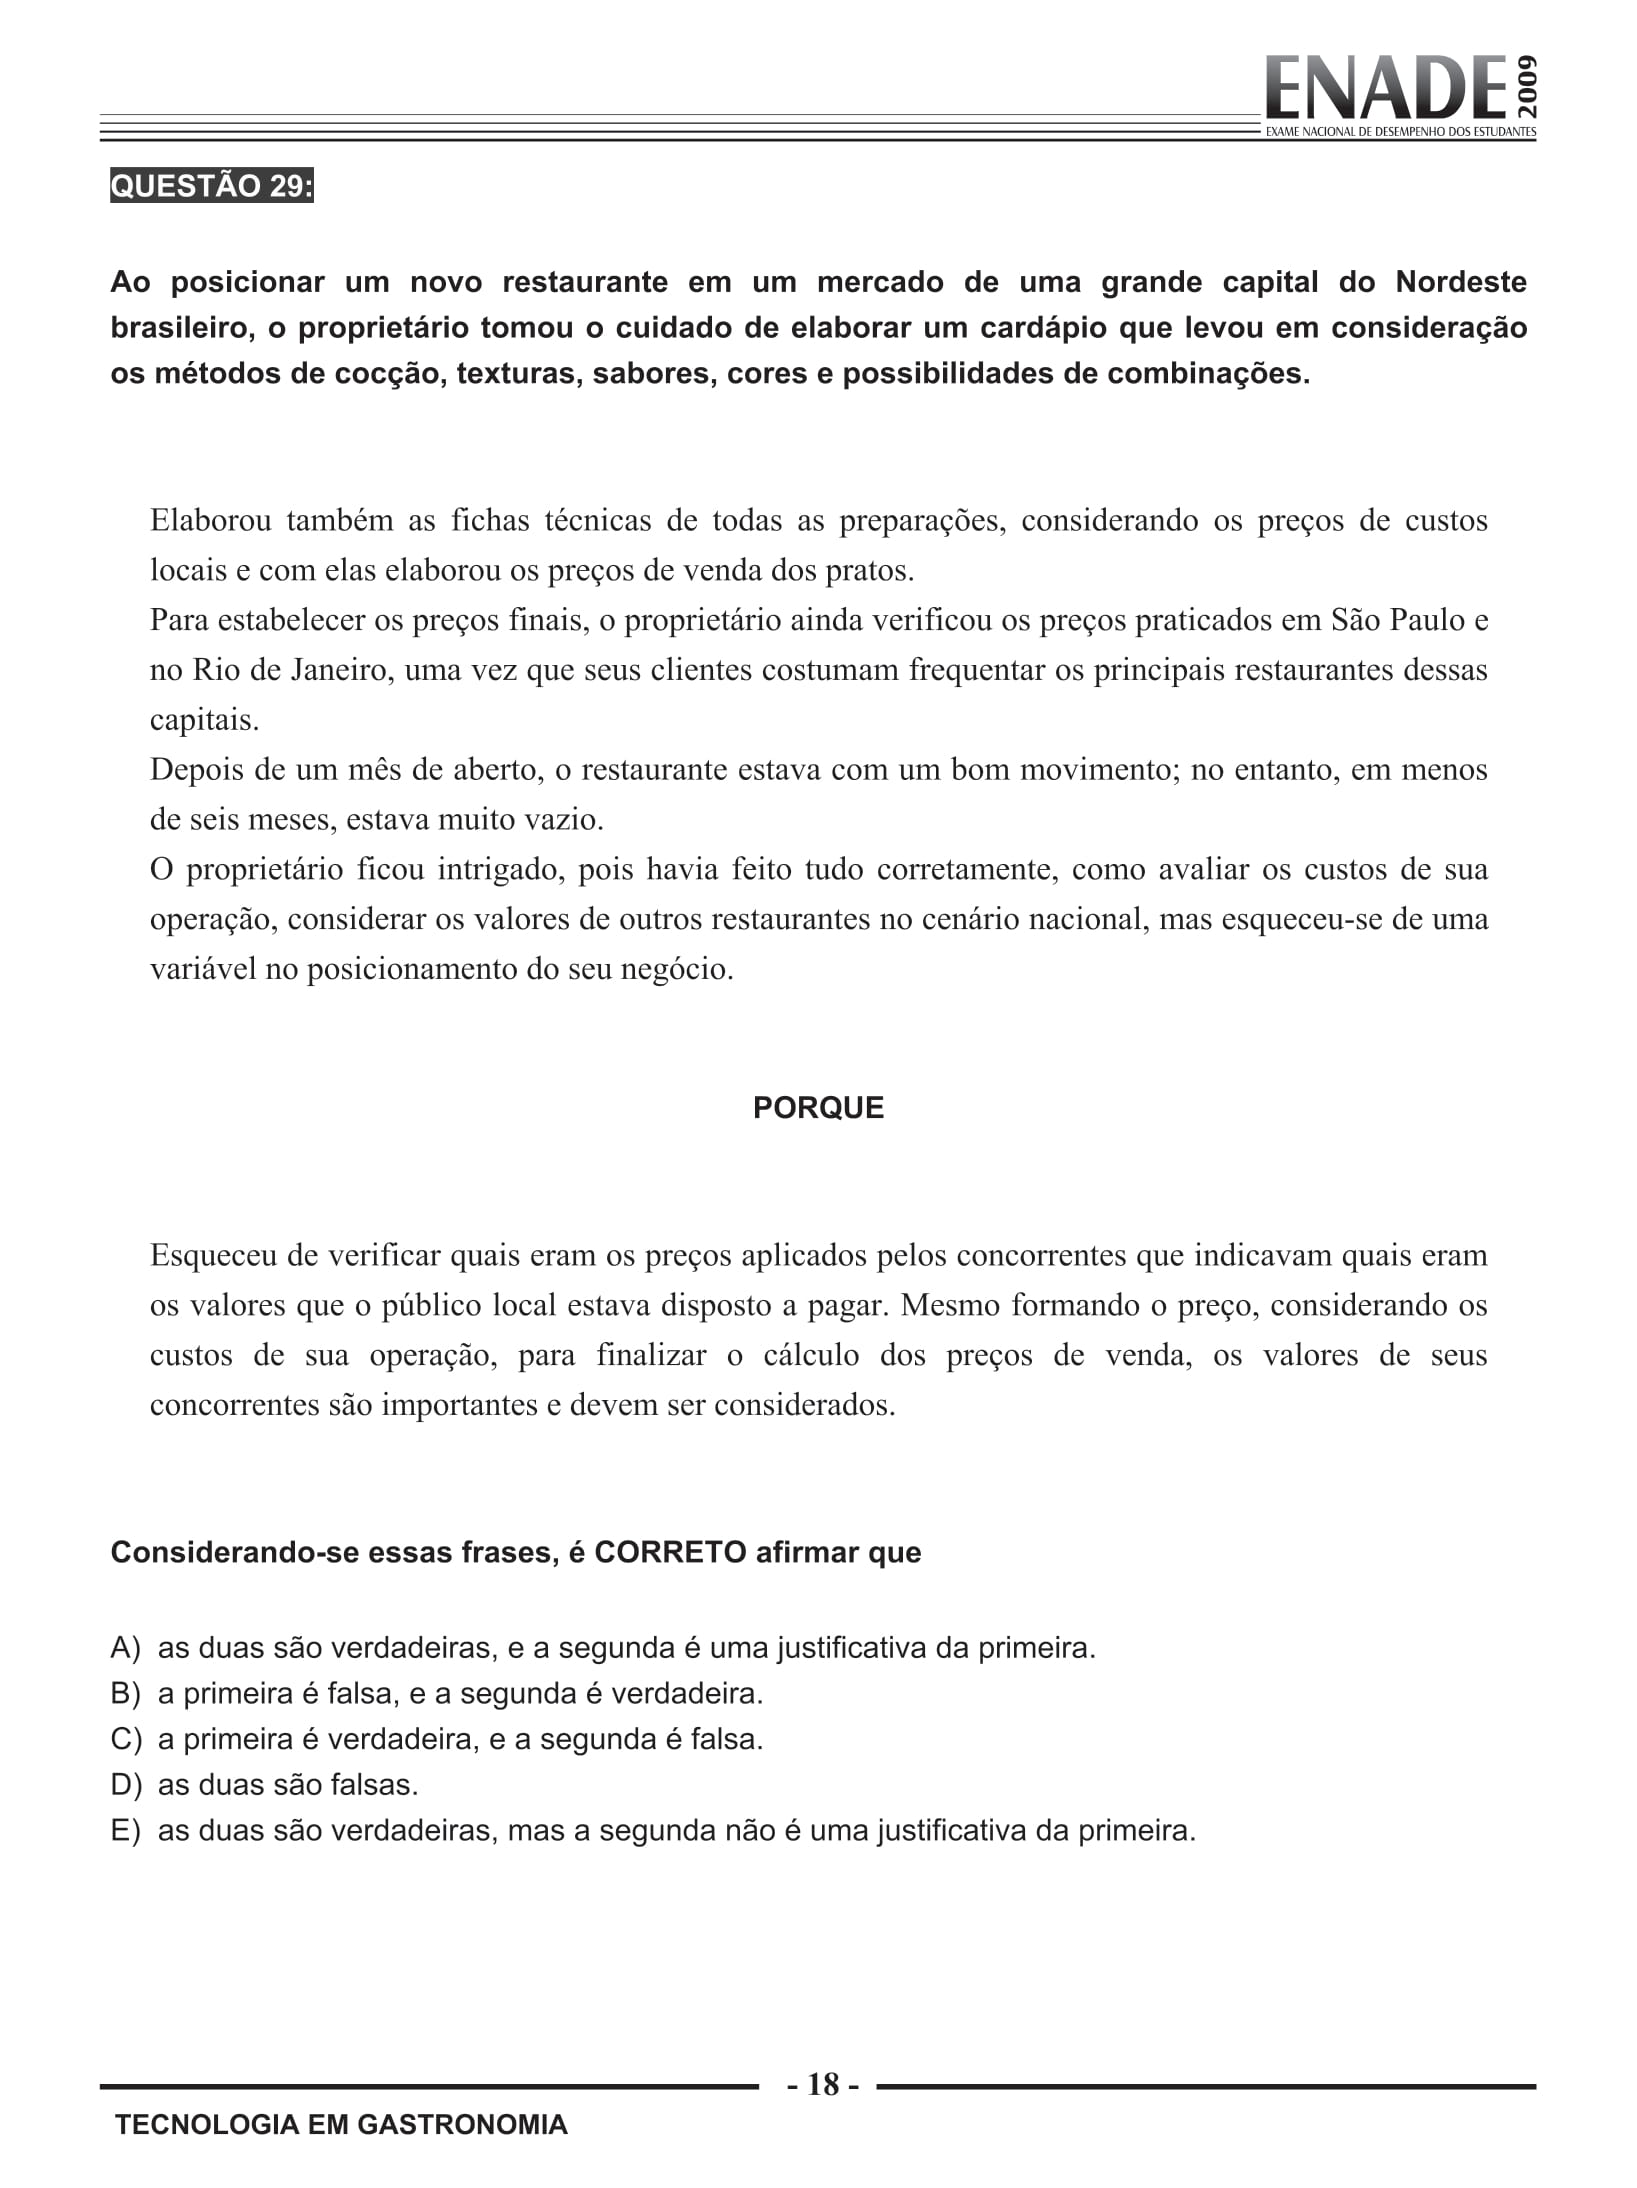 ENADE 2009
EXAME NACIONAL DE DESEMPENHO DOS ESTUDANTES
QUESTÃO 29:
Ao posicionar um novo restaurante em um mercado de uma grande capital do Nordeste
brasileiro, o proprietário tomou o cuidado de elaborar um cardápio que levou em consideração
os métodos de cocção, texturas, sabores, cores e possibilidades de combinações.
Elaborou também as fichas técnicas de todas as preparações, considerando os preços de custos
locais e com elas elaborou os preços de venda dos pratos.
Para estabelecer os preços finais, o proprietário ainda verificou os preços praticados em São Paulo e
no Rio de Janeiro, uma vez que seus clientes costumam frequentar os principais restaurantes dessas
capitais.
Depois de um mês de aberto, o restaurante estava com um bom movimento; no entanto, em menos
de seis meses, estava muito vazio.
O proprietário ficou intrigado, pois havia feito tudo corretamente, como avaliar os custos de sua
operação, considerar os valores de outros restaurantes no cenário nacional, mas esqueceu-se de uma
variável no posicionamento do seu negócio.
PORQUE
Esqueceu de verificar quais eram os preços aplicados pelos concorrentes que indicavam quais eram
os valores que o público local estava disposto a pagar. Mesmo formando o preço, considerando os
custos de sua operação, para finalizar o cálculo dos preços de venda, os valores de seus
concorrentes são importantes e devem ser considerados.
Considerando-se essas frases, é CORRETO afirmar que
A) as duas são verdadeiras, e a segunda é uma justificativa da primeira.
B) a primeira é falsa, e a segunda é verdadeira.
C) a primeira é verdadeira, e a segunda é falsa.
D) as duas são falsas.
E) as duas são verdadeiras, mas a segunda não é uma justificativa da primeira.
- 18 -
TECNOLOGIA EM GASTRONOMIA